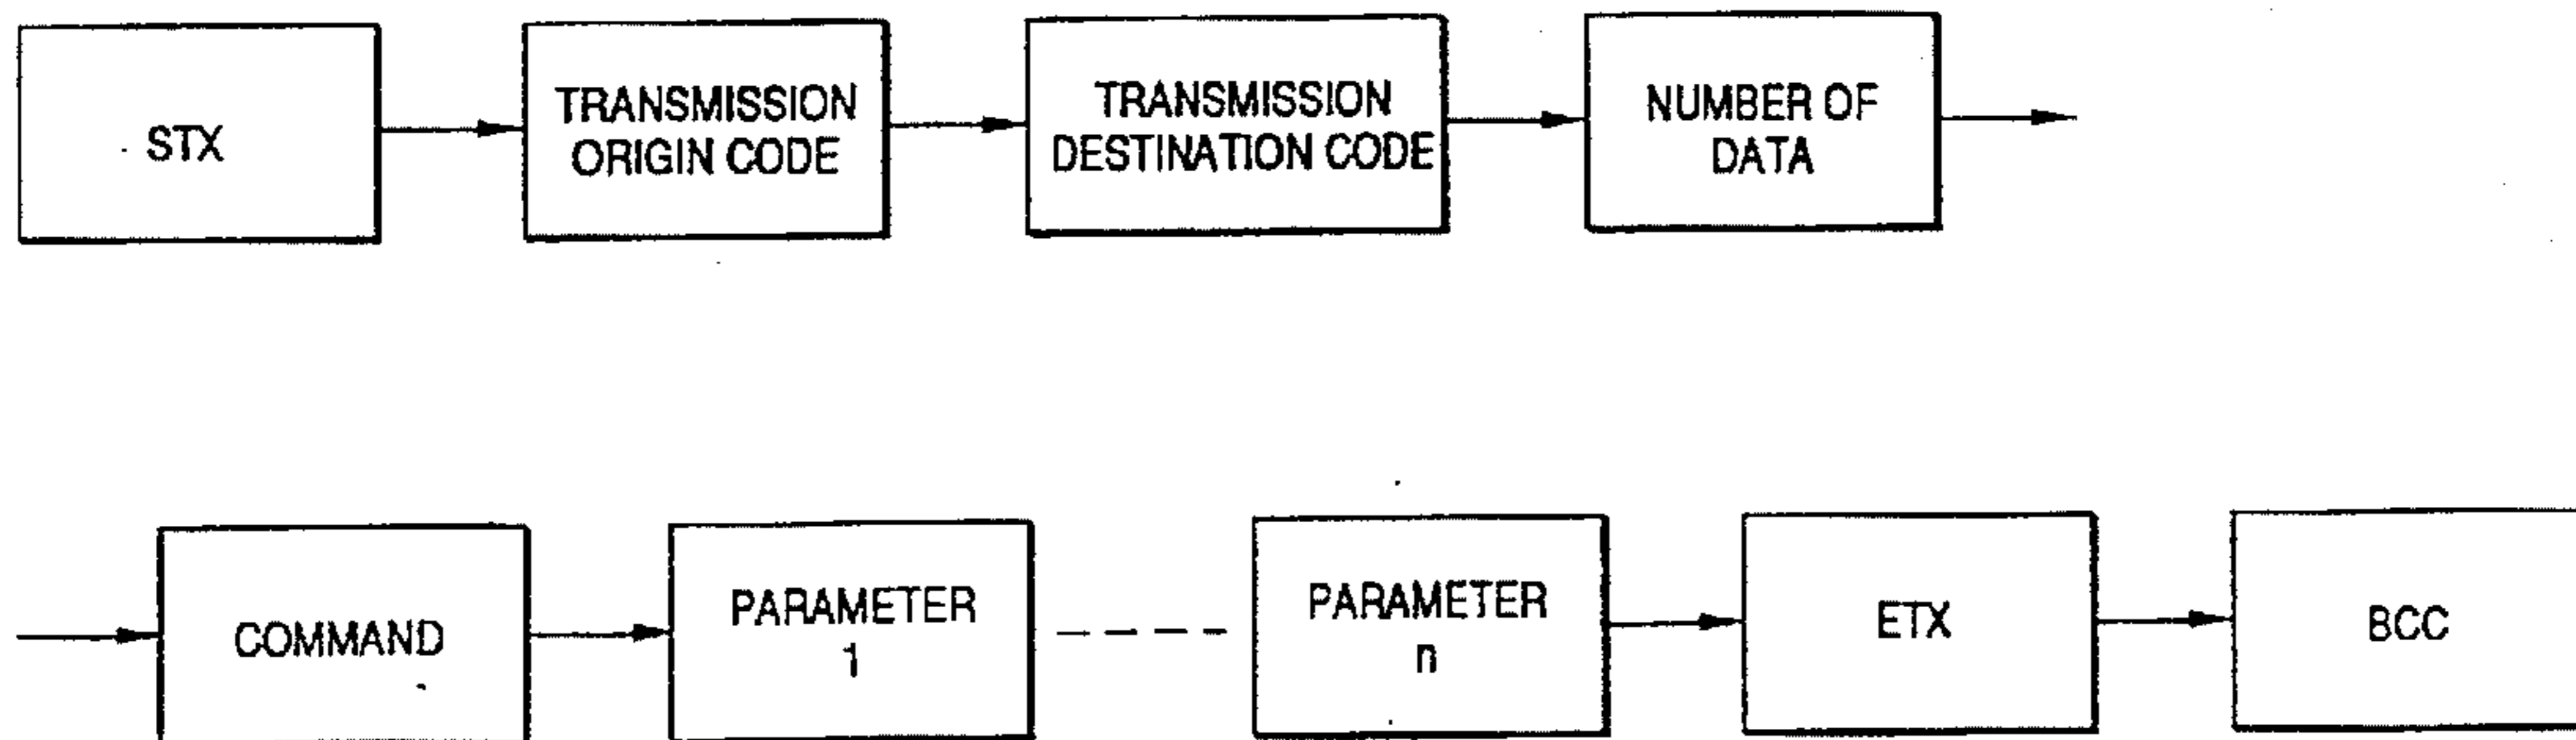 STX
TRANSMISSION
ORIGIN CODE
TRANSMISSION
DESTINATION CODE
NUMBER OF
DATA
COMMAND
PARAMETER
1
PARAMETER
n
ETX
BCC